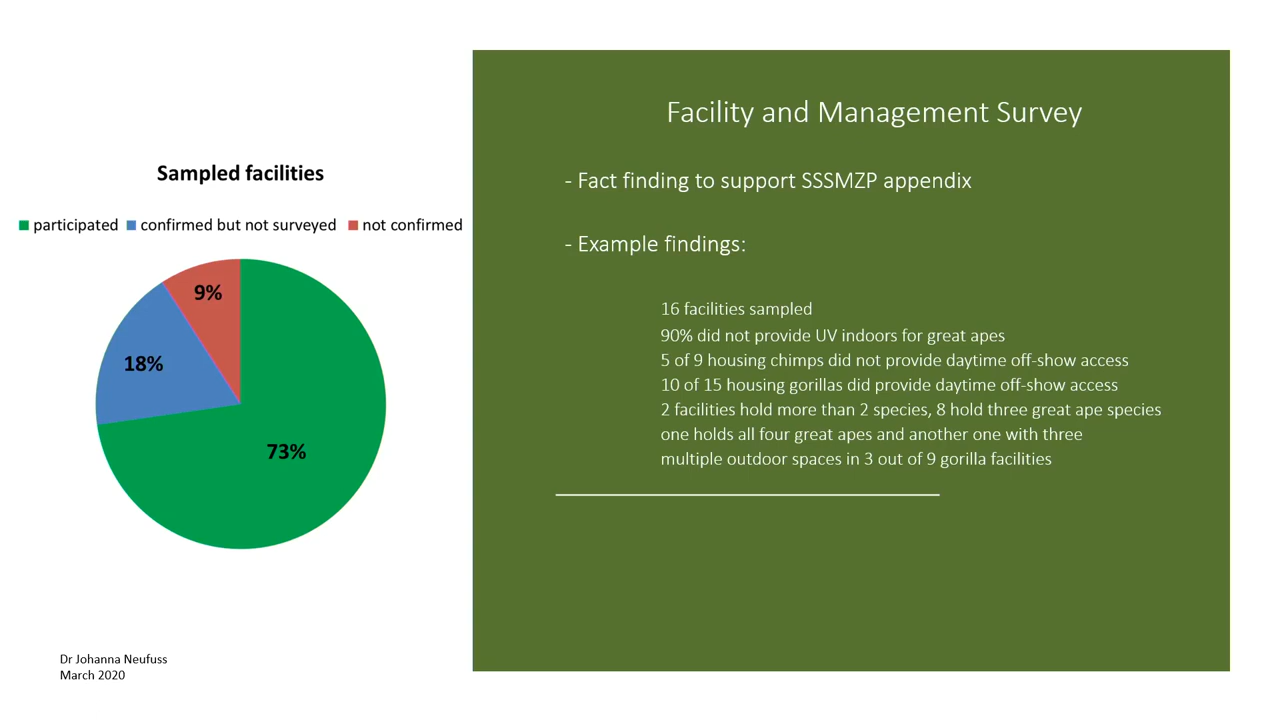 Sampled facilities
participated confirmed but not surveyed not confirmed
9%
18%
73%
Dr Johanna Neufuss
March 2020
Facility and Management Survey
- Fact finding to support SSSMZP appendix
- Example findings:
16 facilities sampled
90% did not provide UV indoors for great apes
5 of 9 housing chimps did not provide daytime off-show access
10 of 15 housing gorillas did provide daytime off-show access
2 facilities hold more than 2 species, 8 hold three great ape species
one holds all four great apes and another one with three
multiple outdoor spaces in 3 out of 9 gorilla facilities